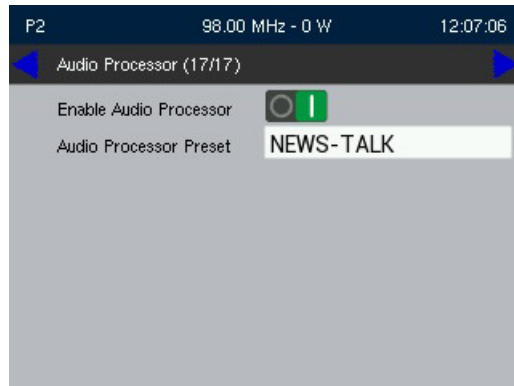 P2 98.00 MHz - 0 W 12:07:06
Audio Processor (17/17)
Enable Audio Processor
Audio Processor Preset NEWS-TALK